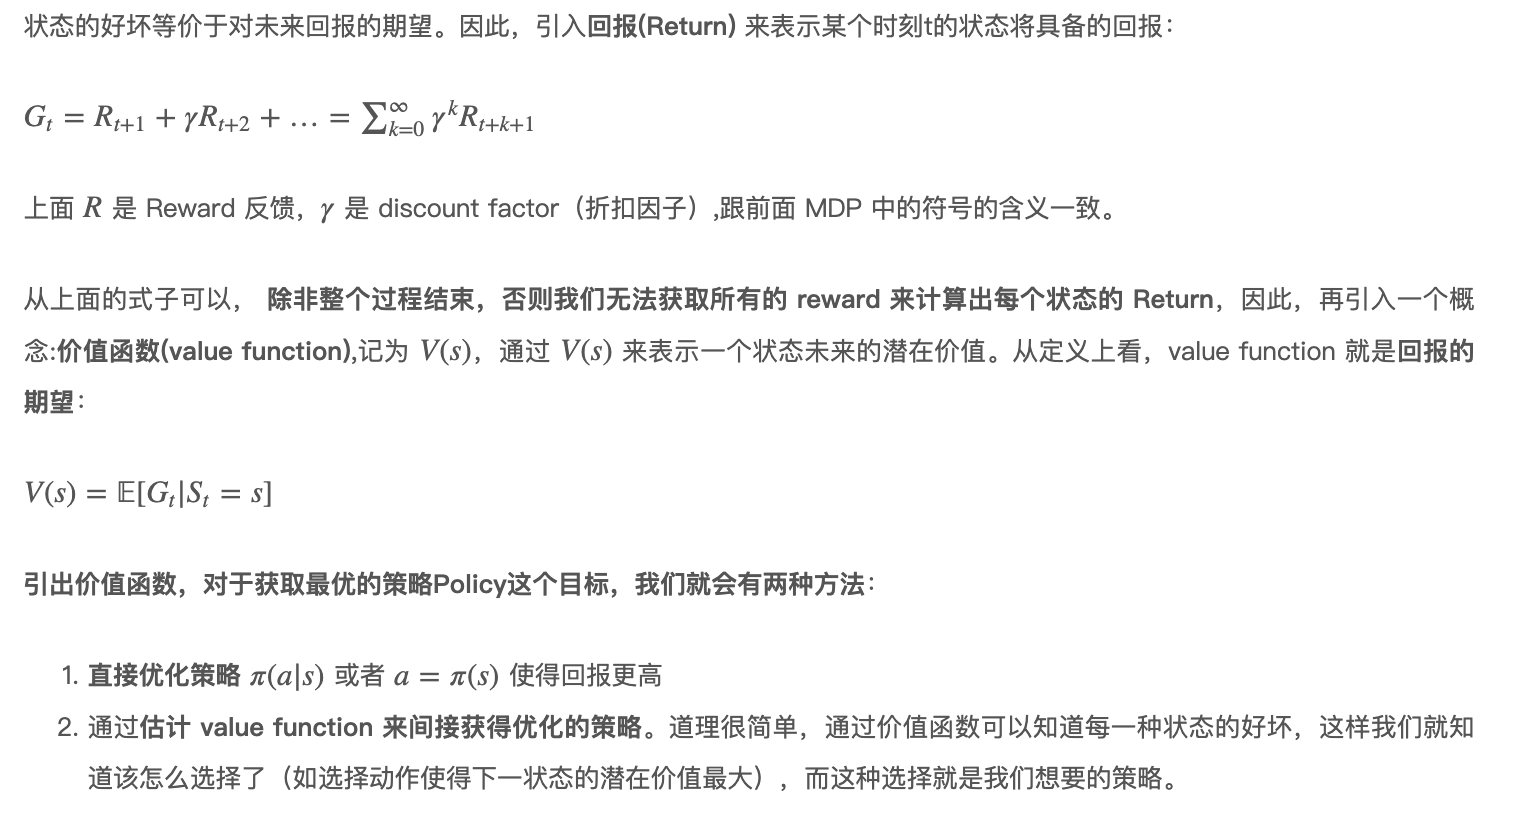 状态的好坏等价于对未来回报的期望。因此，引入回报(Return) 来表示某个时刻t的状态将具备的回报：
G_t = R_{t+1} + γR_{t+2} + … = ∑_{k=0}^{∞} γ^k R_{t+k+1}
上面 R 是 Reward 反馈，γ 是 discount factor（折扣因子）,跟前面 MDP 中的符号的含义一致。
从上面的式子可以， 除非整个过程结束，否则我们无法获取所有的 reward 来计算出每个状态的 Return，因此，再引入一个概
念:价值函数(value function),记为 V(s)，通过 V(s) 来表示一个状态未来的潜在价值。从定义上看，value function 就是回报的
期望：
V(s) = 𝔼[G_t|S_t = s]
引出价值函数，对于获取最优的策略Policy这个目标，我们就会有两种方法：
1. 直接优化策略 π(a|s) 或者 a = π(s) 使得回报更高
2. 通过估计 value function 来间接获得优化的策略。道理很简单，通过价值函数可以知道每一种状态的好坏，这样我们就知
道该怎么选择了（如选择动作使得下一状态的潜在价值最大），而这种选择就是我们想要的策略。